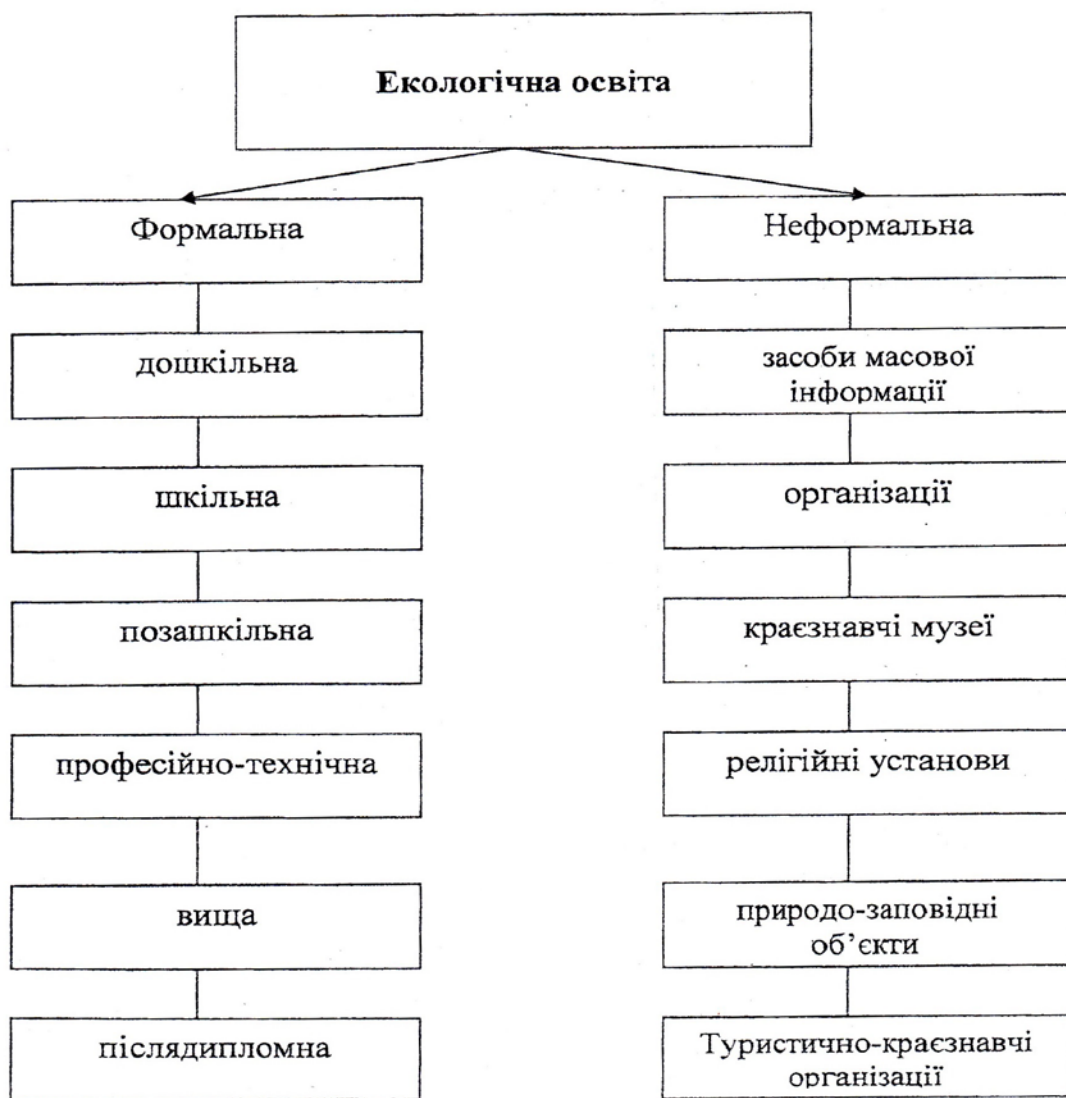 Екологічна освіта
Формальна
дошкільна
шкільна
позашкільна
професійно-технічна
вища
післядипломна
Неформальна
засоби масової
інформації
організації
краєзнавчі музеї
релігійні установи
природо-заповідні
об’єкти
Туристично-краєзнавчі
організації